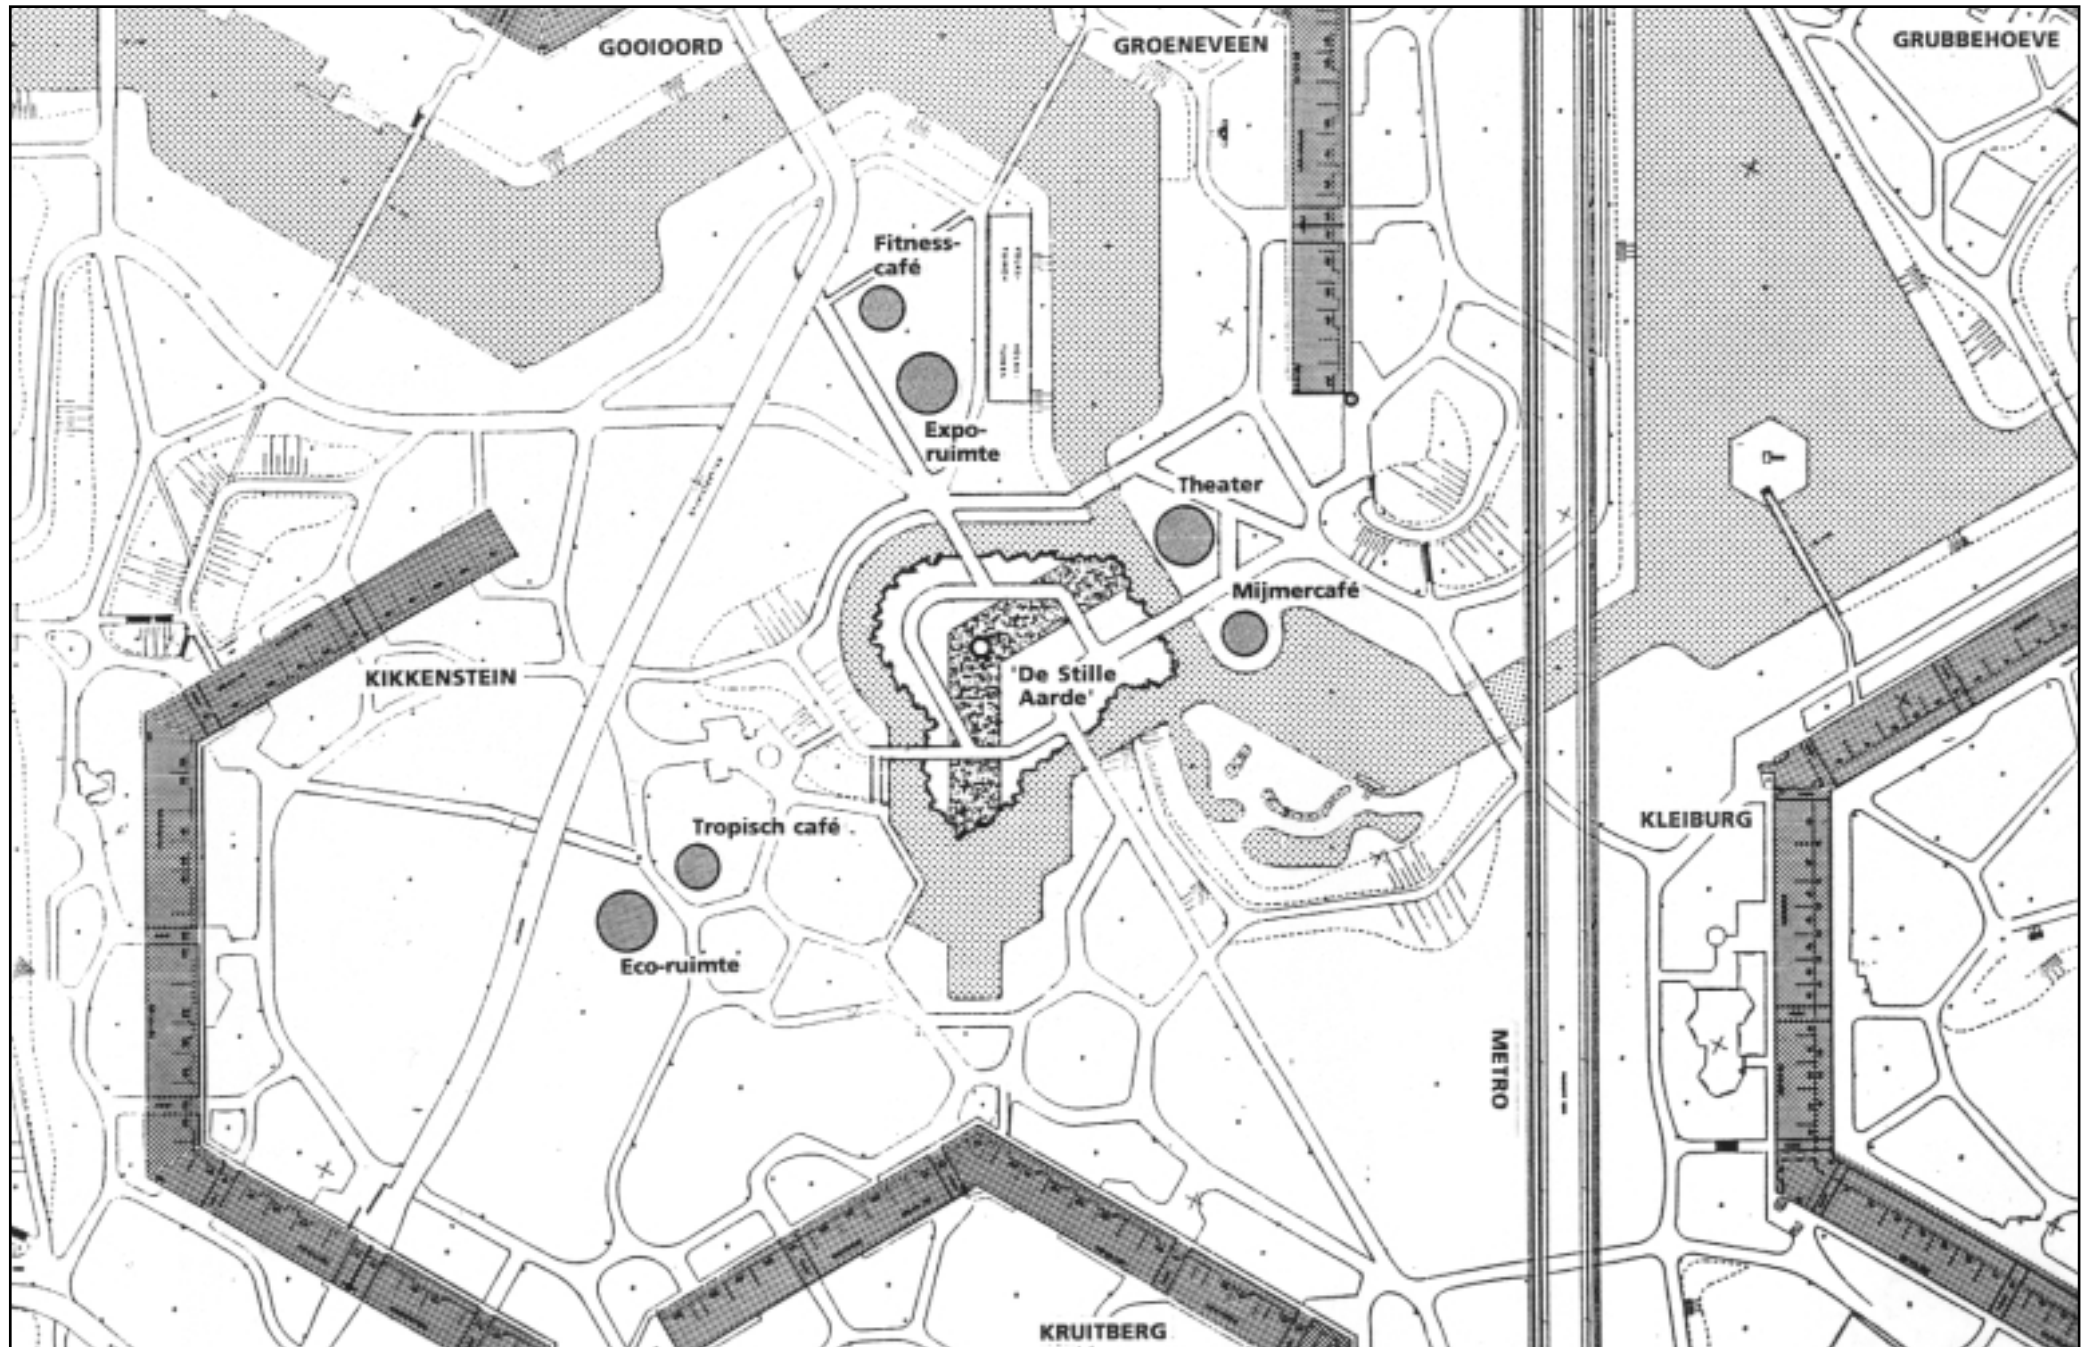 GOOIOORD
GROENEVEEN
GRUBBEHOEVE
Fitness-
café
Expo-
ruimte
Theater
Mijmercafé
KIKKENSTEIN
'De Stille
Aarde'
Tropisch café
KLEIBURG
Eco-ruimte
METRO
KRUITBERG